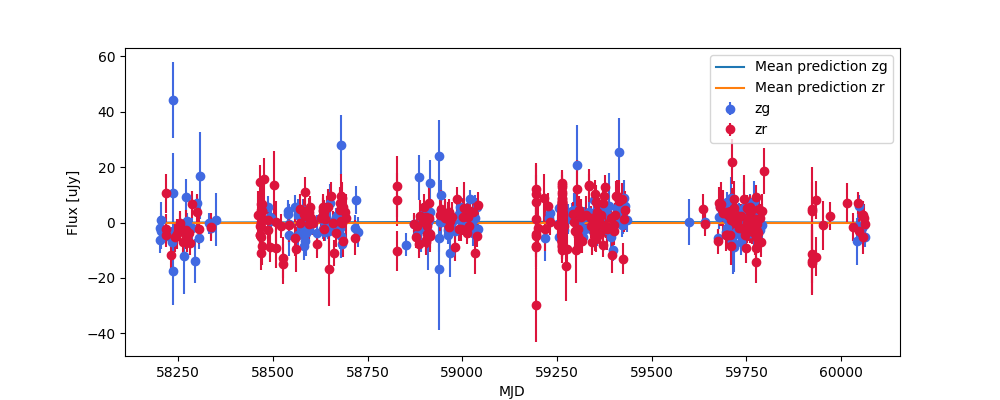 60
40
20
0
−20
−40
Flux [uJy]
58250
58500
58750
59000
59250
59500
59750
60000
MJD
Mean prediction zg
Mean prediction zr
zg
zr